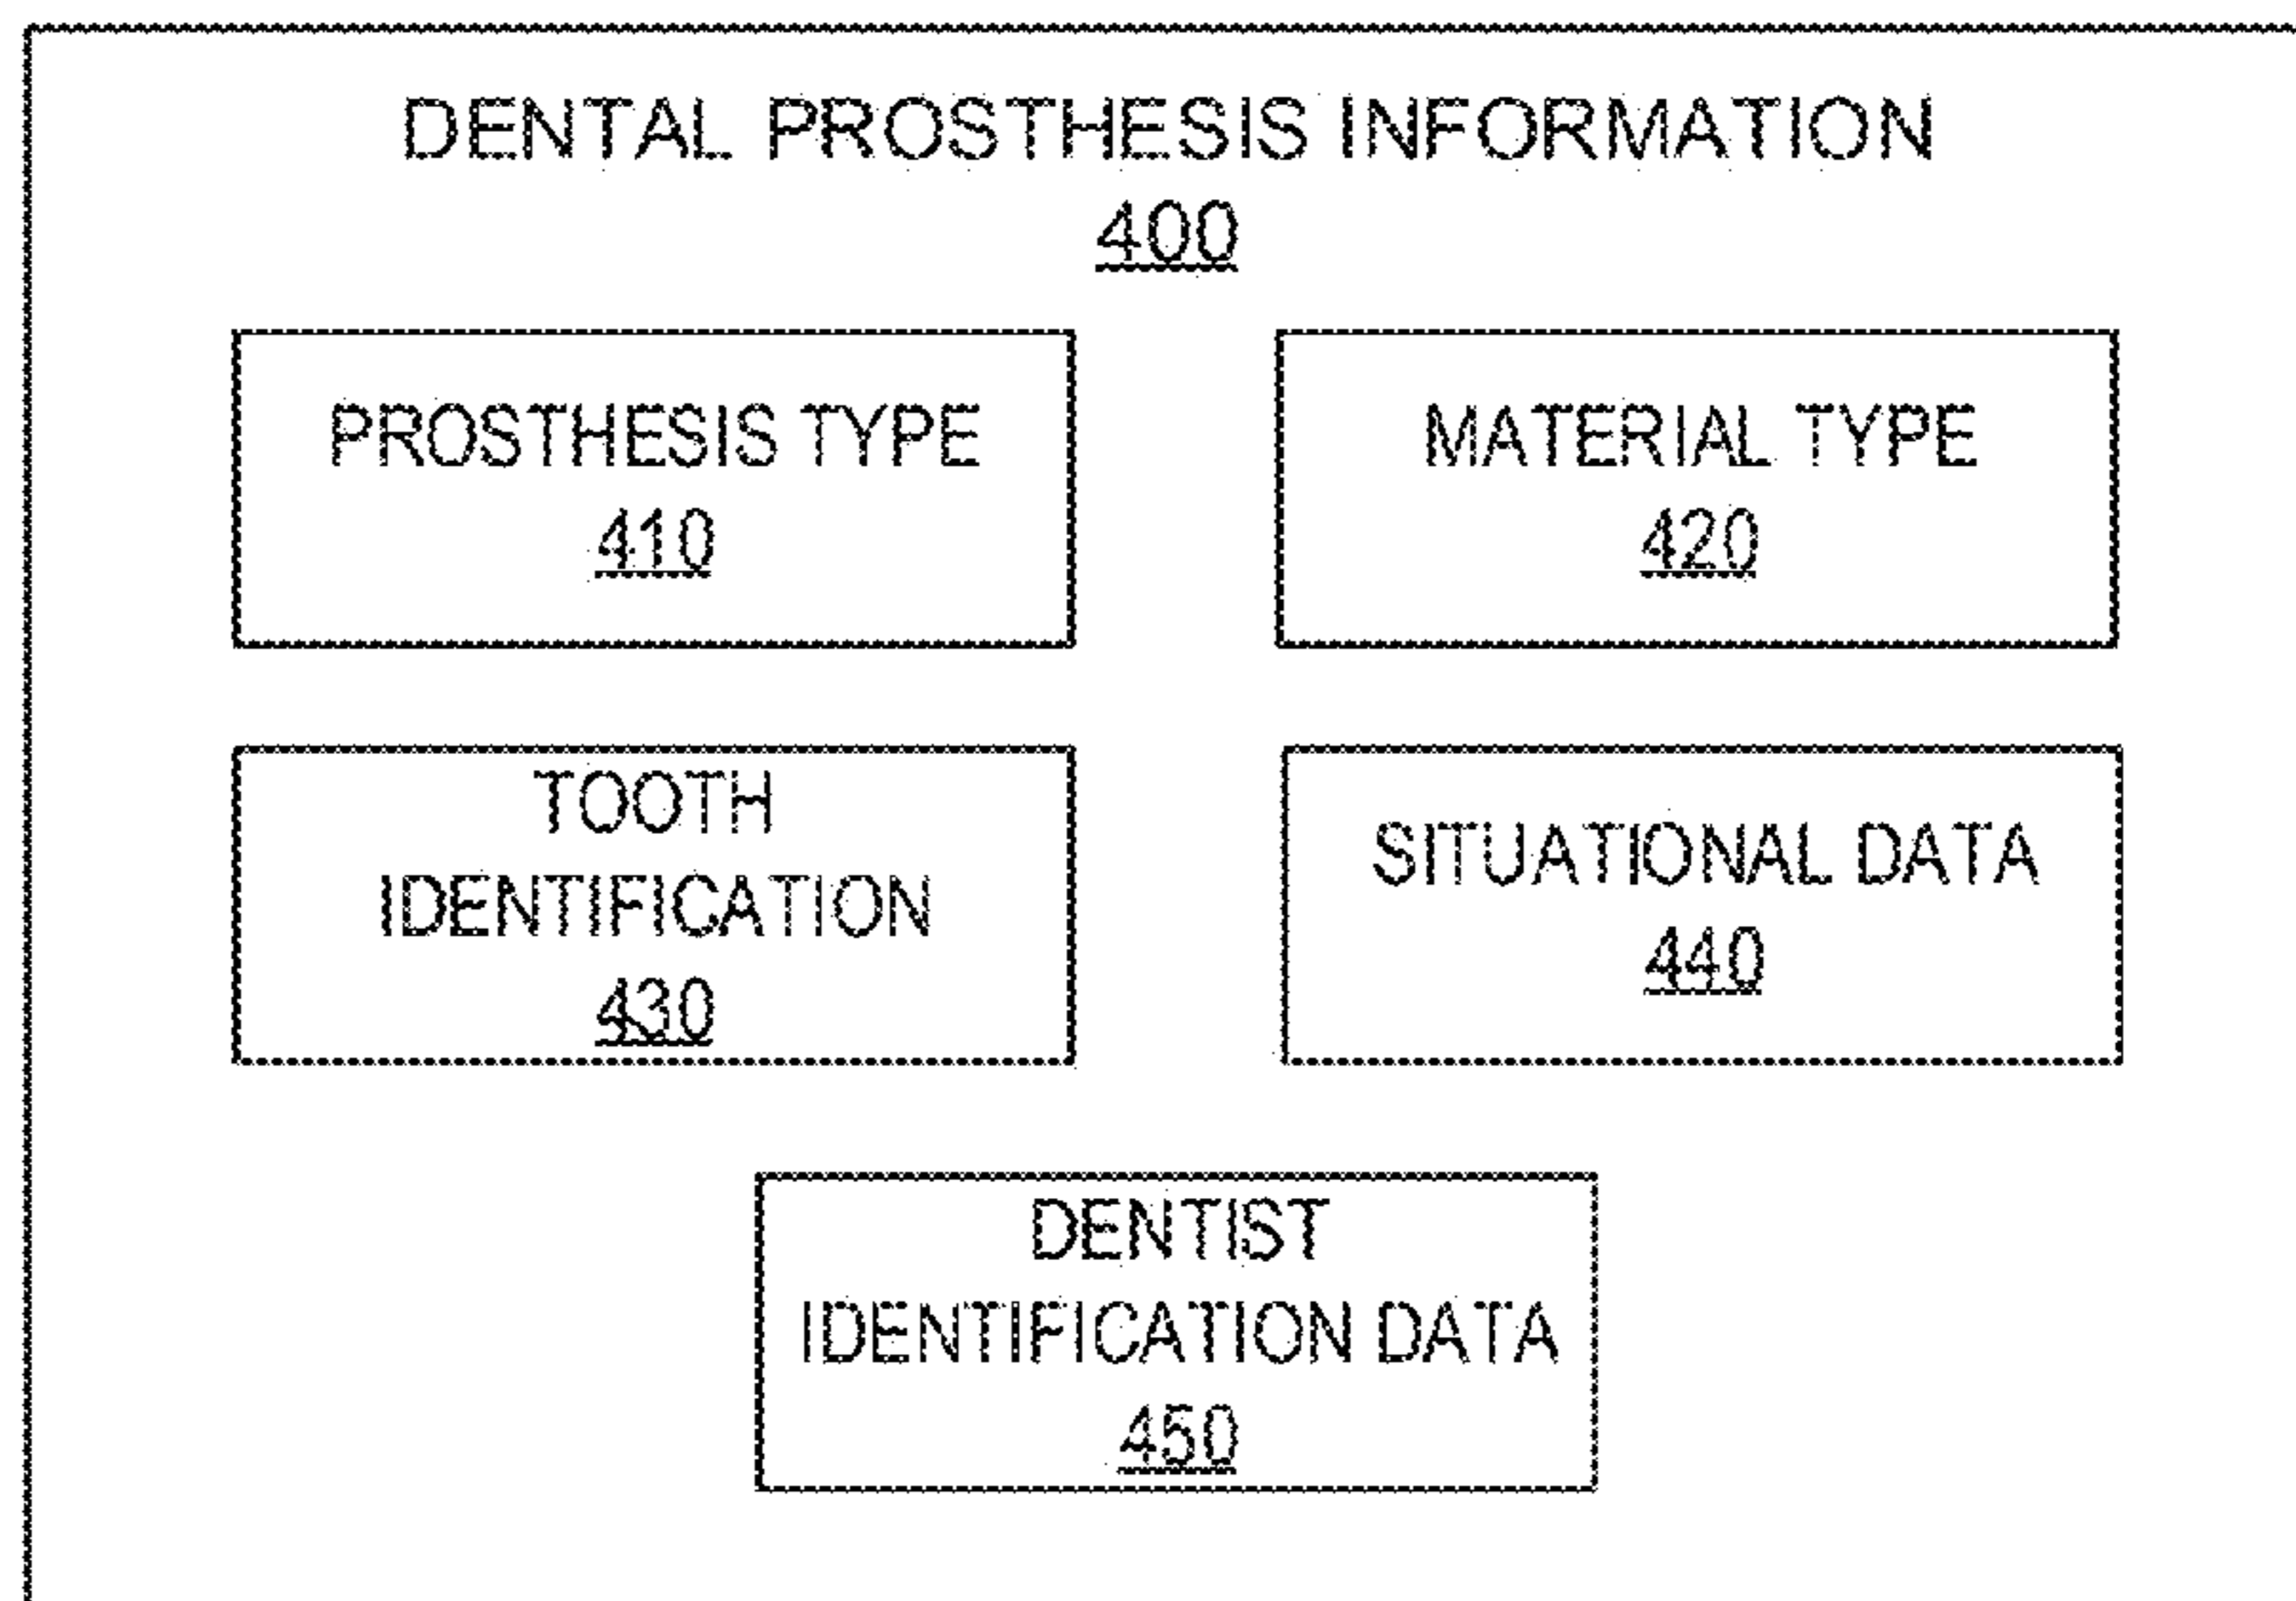 DENTAL PROSTHESIS INFORMATION
400
PROSTHESIS TYPE
410
MATERIAL TYPE
420
TOOTH
IDENTIFICATION
430
SITUATIONAL DATA
440
DENTIST
IDENTIFICATION DATA
450